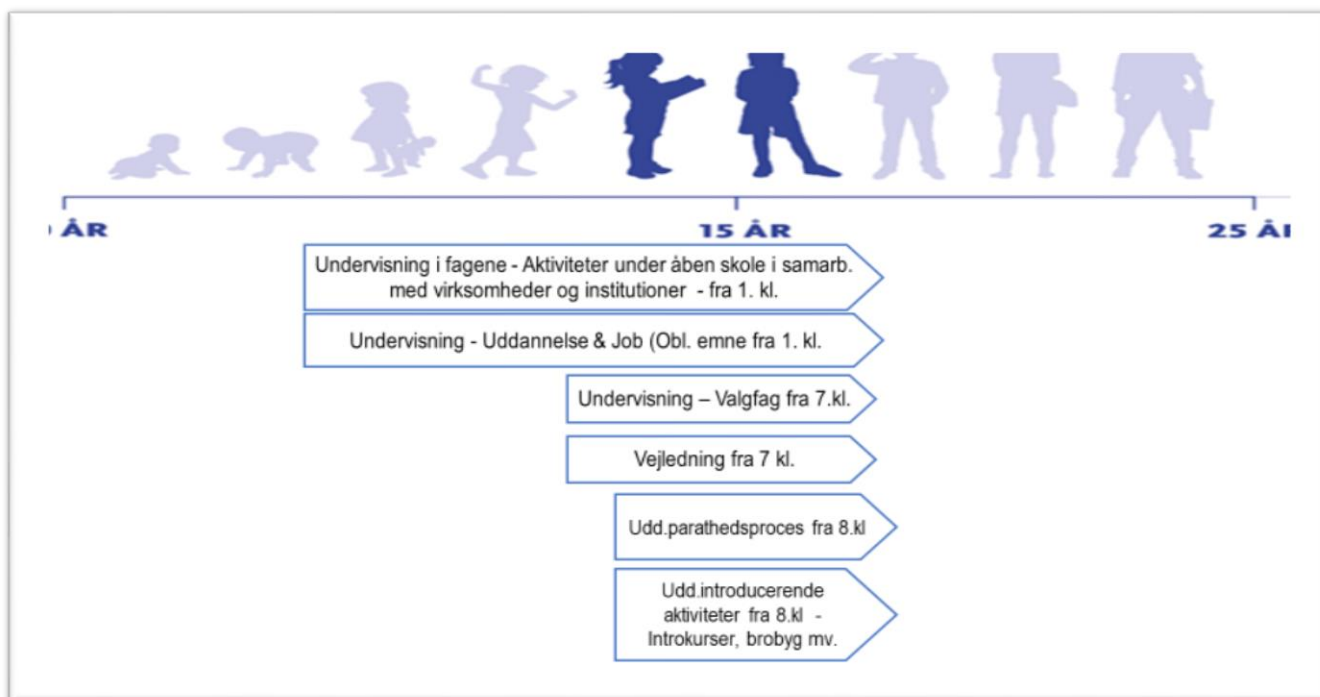 ÅR
15 ÅR
25 Å
Undervisning i fagene - Aktiviteter under åben skole i samarb.
med virksomheder og institutioner - fra 1. kl.
Undervisning - Uddannelse & Job (Obl. emne fra 1. kl.
Undervisning – Valgfag fra 7.kl.
Vejledning fra 7 kl.
Udd.parathedsproces fra 8.kl
Udd.introducerende
aktiviteter fra 8.kl -
Introkurser, brobyg mv.